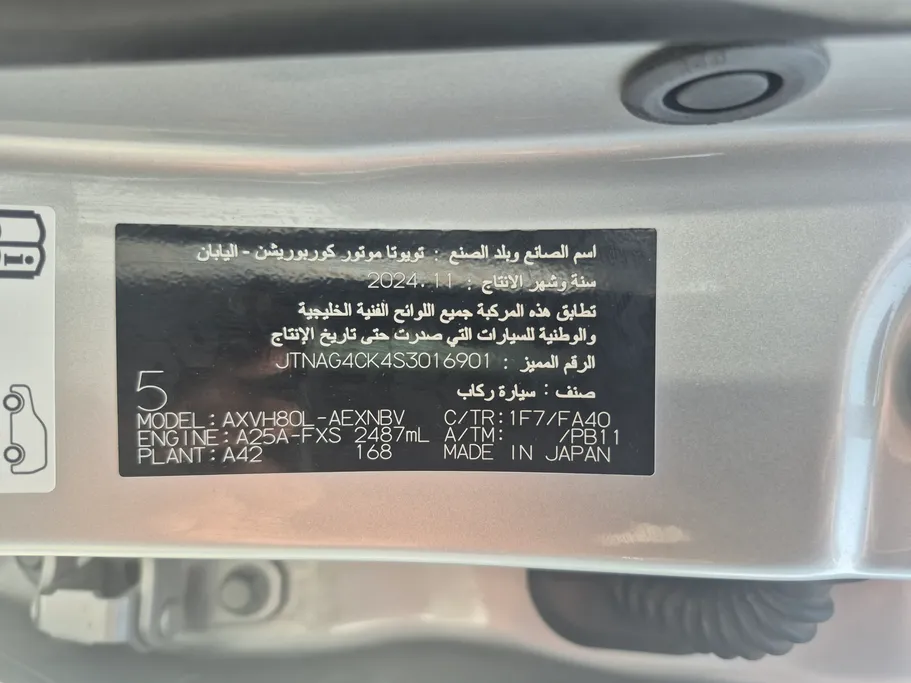 اسم الصانع وبلد الصنع : تويوتا موتور كوربوريشن - اليابان
سنة وشهر الانتاج : 2024.11
تطابق هذه المركبة جميع اللوائح الفنية الخليجية
والوطنية للسيارات التي صدرت حتى تاريخ الإنتاج
الرقم المميز : JTNAG4CK4S3016901
صنف : سيارة ركاب
5
MODEL:AXVH80L-AEXNBV C/TR:1F7/FA40
ENGINE:A25A-FXS 2487mL A/TM: /PB11
PLANT:A42 168 MADE IN JAPAN